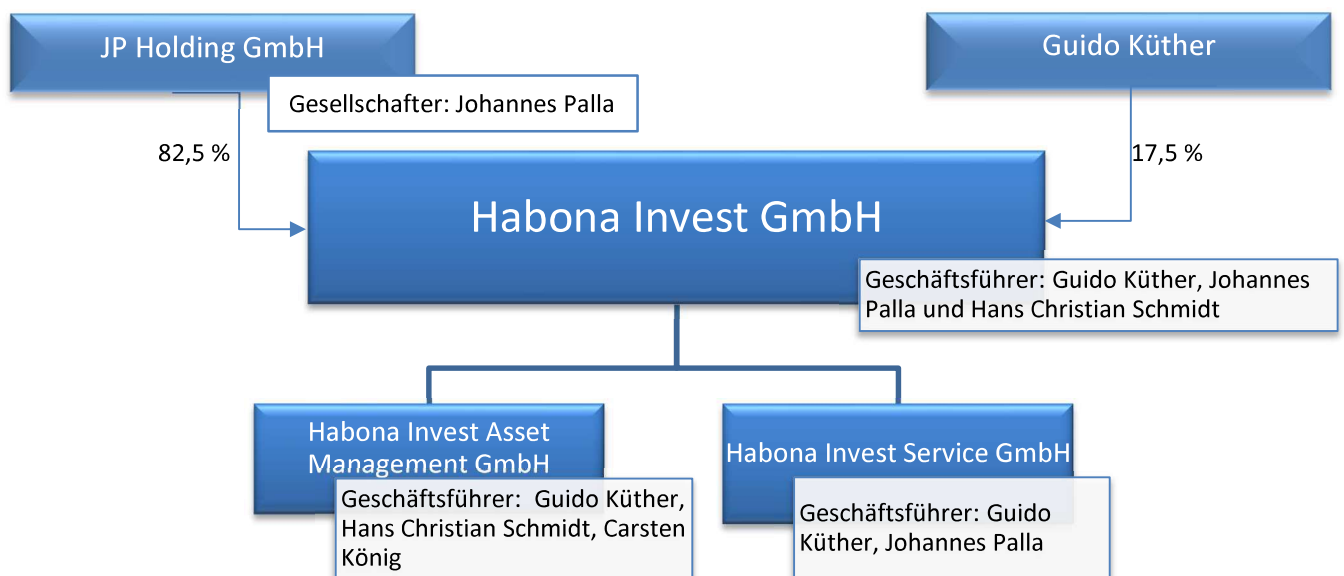 JP Holding GmbH
Guido Küther
Gesellschafter: Johannes Palla
82,5 %
17,5 %
Habona Invest GmbH
Geschäftsführer: Guido Küther, Johannes
Palla und Hans Christian Schmidt
Habona Invest Asset
Management GmbH
Habona Invest Service GmbH
Geschäftsführer:  Guido Küther,
Hans Christian Schmidt, Carsten
König
Geschäftsführer: Guido
Küther, Johannes Palla